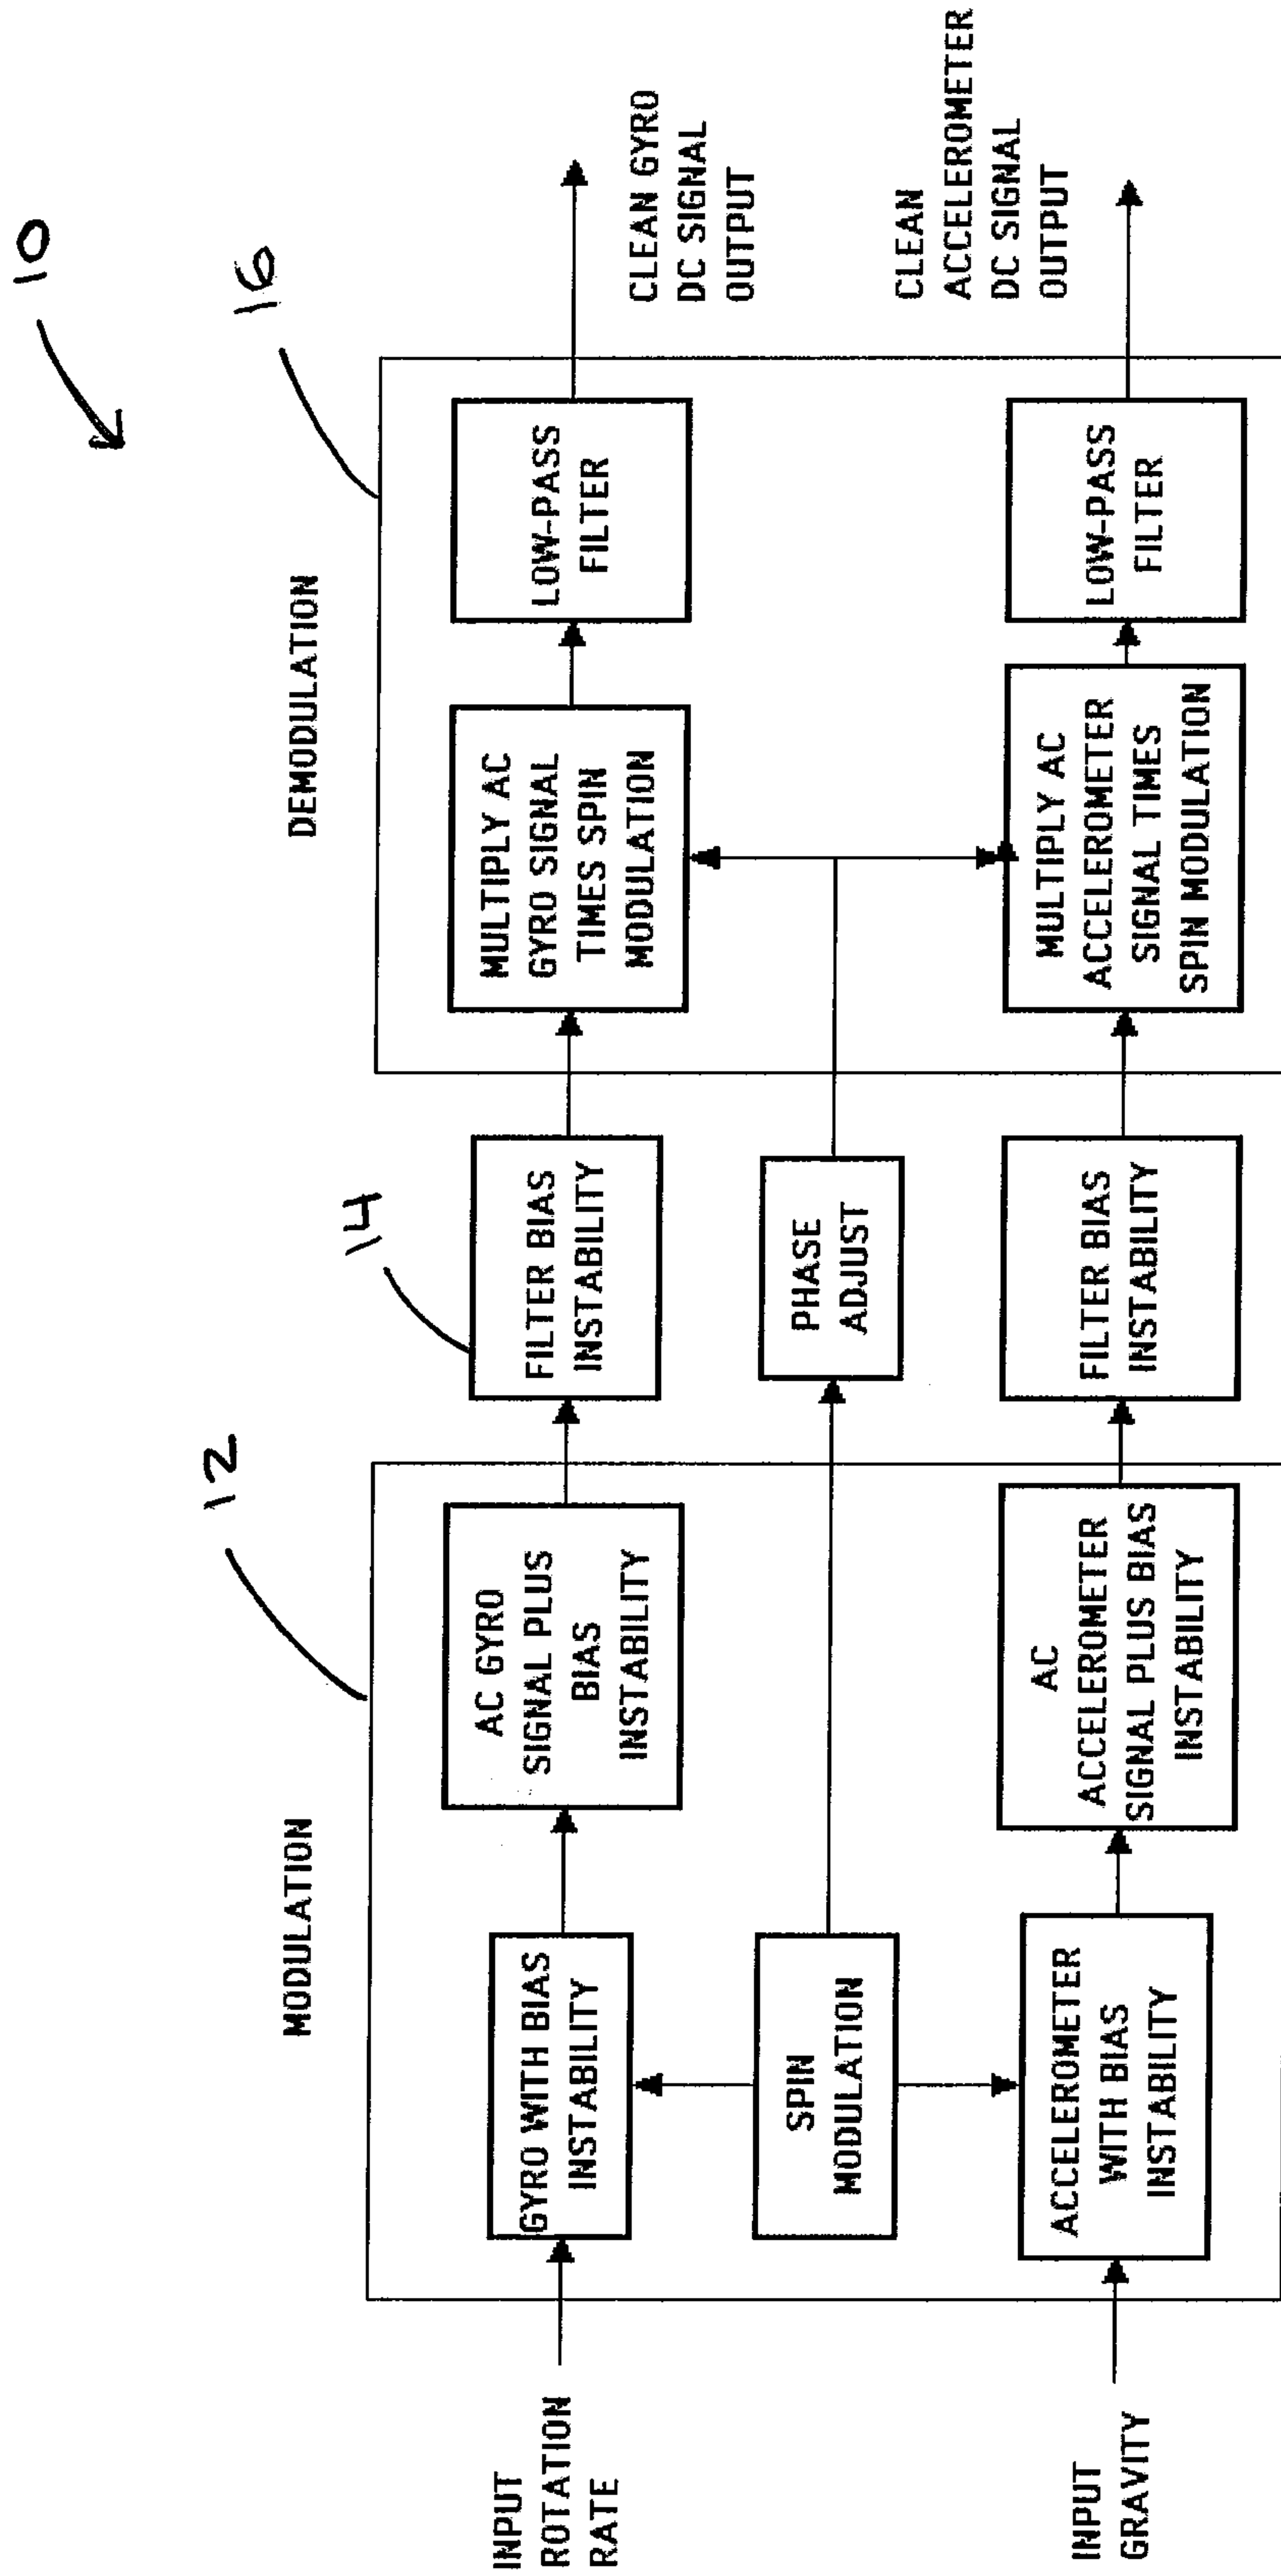 10
12
14
16
MODULATION
DEMODULATION
INPUT
ROTATION
RATE
GYRO WITH BIAS
INSTABILITY
AC GYRO
SIGNAL PLUS
BIAS
INSTABILITY
FILTER BIAS
INSTABILITY
MULTIPLY AC
GYRO SIGNAL
TIMES SPIN
MODULATION
LOW-PASS
FILTER
CLEAN GYRO
DC SIGNAL
OUTPUT
SPIN
MODULATION
PHASE
ADJUST
INPUT
GRAVITY
ACCELEROMETER
WITH BIAS
INSTABILITY
AC
ACCELEROMETER
SIGNAL PLUS BIAS
INSTABILITY
FILTER BIAS
INSTABILITY
MULTIPLY AC
ACCELEROMETER
SIGNAL TIMES
SPIN MODULATION
LOW-PASS
FILTER
CLEAN
ACCELEROMETER
DC SIGNAL
OUTPUT